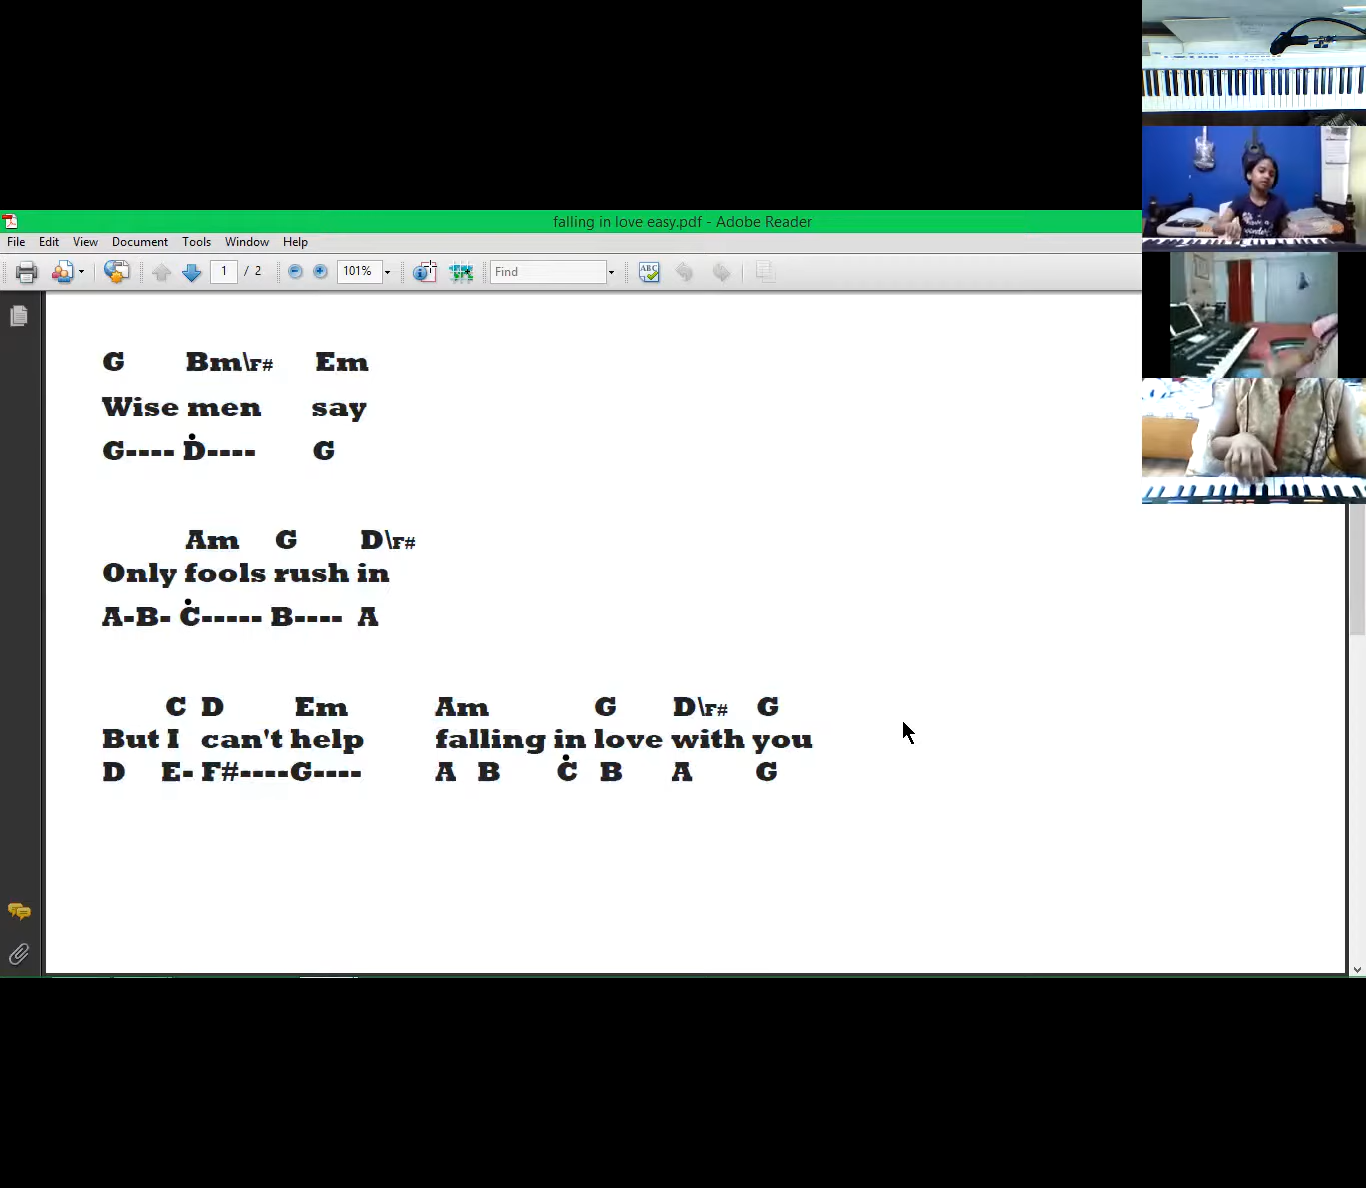 falling in love easy.pdf - Adobe Reader
File Edit View Document Tools Window Help
1 / 2 101% Find
G Bm\F# Em
Wise men say
G---- Ḋ---- G
Am G D\F#
Only fools rush in
A-B- Ċ----- B---- A
C D Em Am G D\F# G
But I can't help falling in love with you
D E- F#----G---- A B Ċ B A G